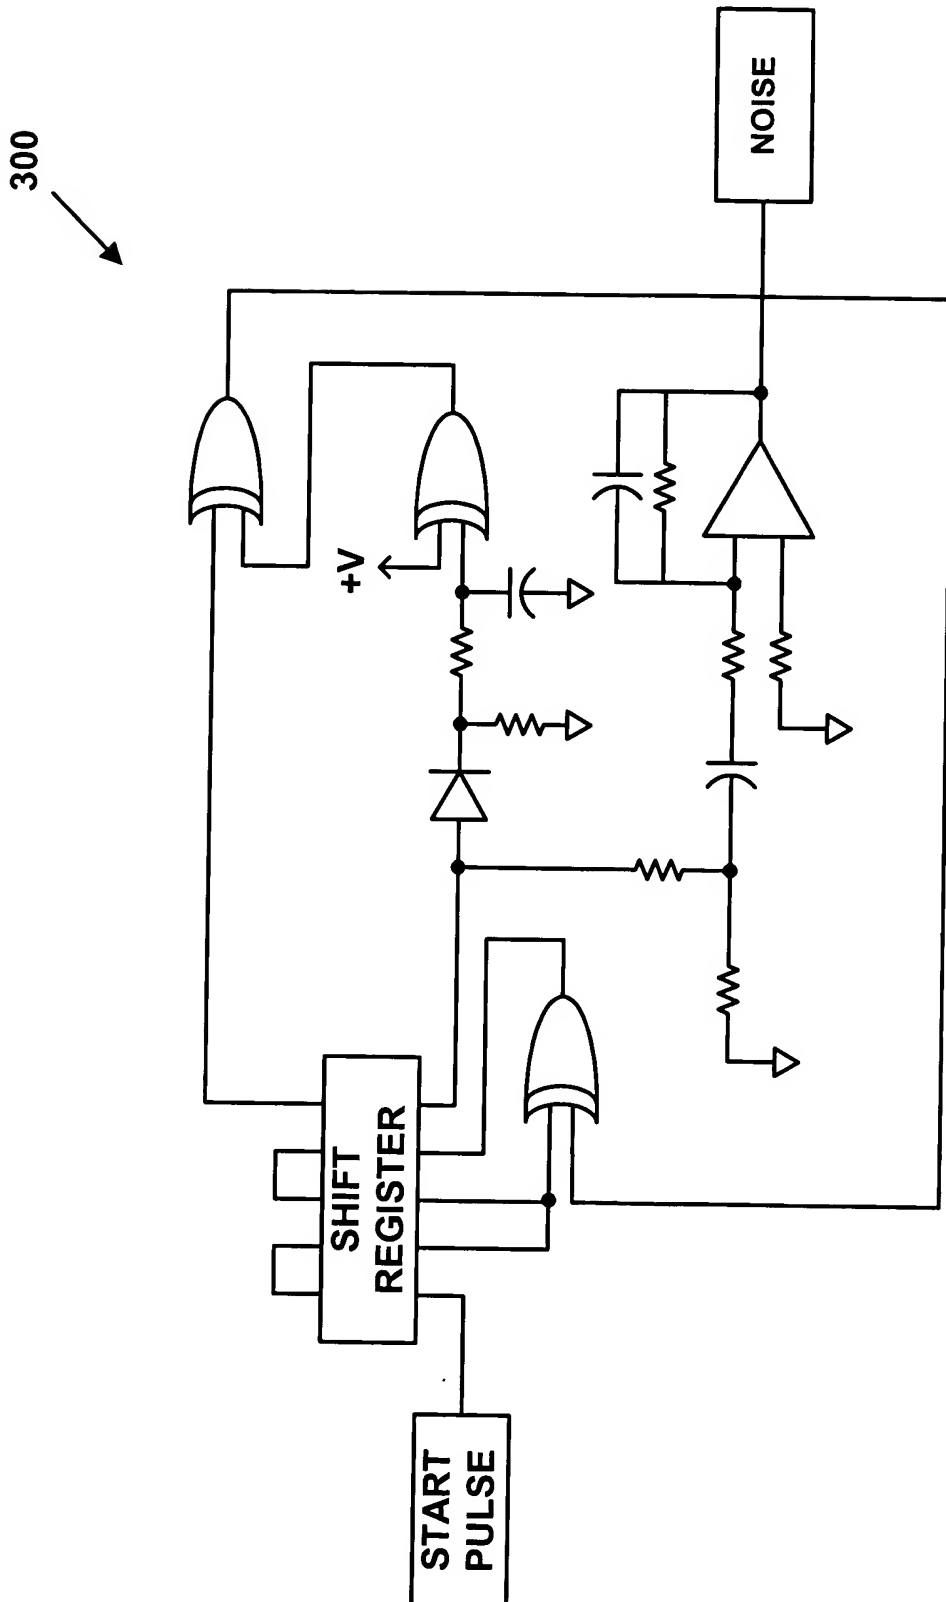 300
NOISE
+V
SHIFT
REGISTER
START
PULSE